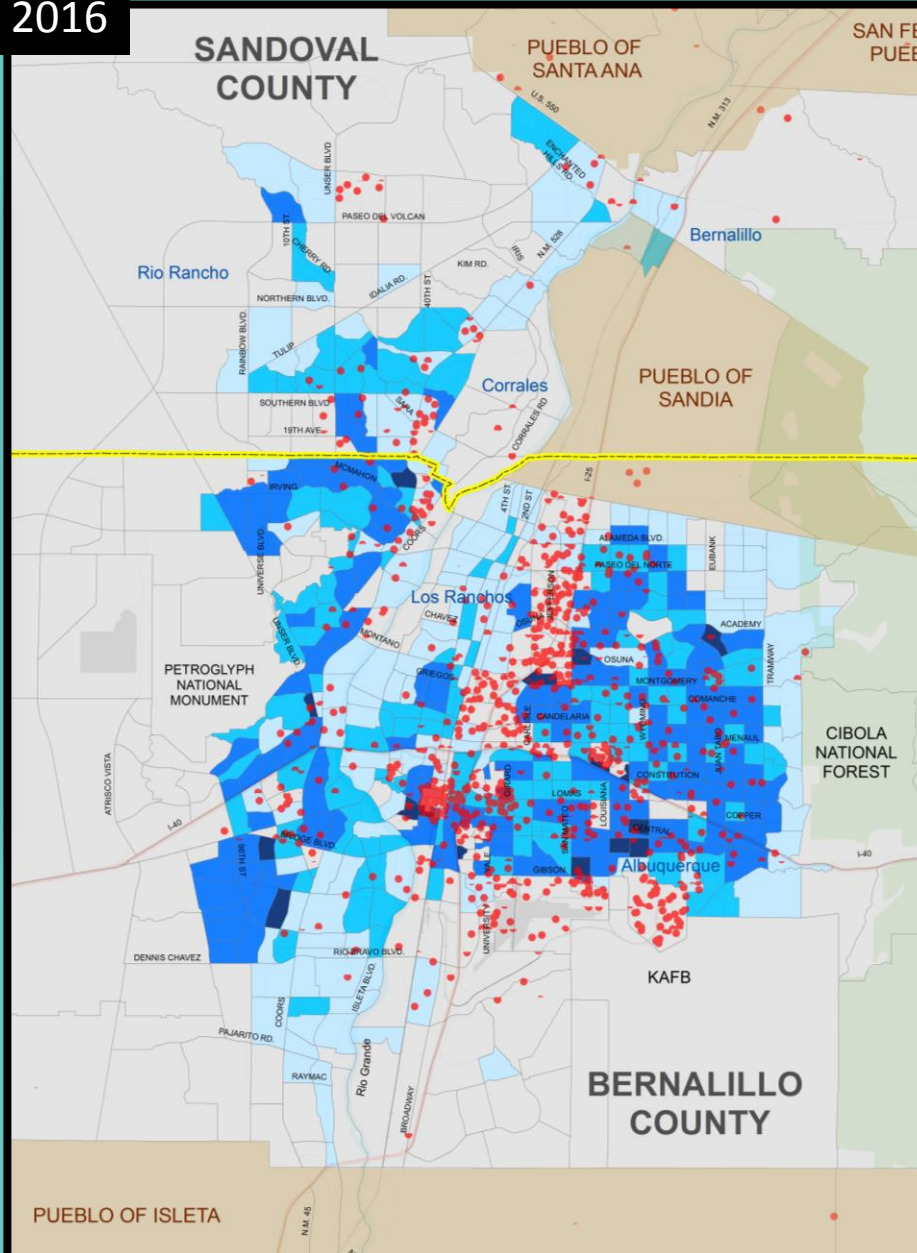 2016
SANDOVAL
COUNTY
PUEBLO OF
SANTA ANA
SAN FE
PUEB
U.S. 550
N.M. 313
ENCHANTED
HILLS RD.
UNSER BLVD
PASEO DEL VOLCAN
10TH ST.
CHERRY RD.
IRIS
N.M. 528
Bernalillo
Rio Rancho
KIM RD.
IDALIA RD.
40TH ST.
NORTHERN BLVD.
RAINBOW BLVD.
TULIP
Corrales
PUEBLO OF
SANDIA
SOUTHERN BLVD
SARA
19TH AVE.
CORRALES RD
MCMAHON
IRVING
I-25
4TH ST
2ND ST
COORS
UNIVERSE BLVD.
ALAMEDA BLVD.
PASEO DEL NORTE
EUBANK
JEFFERSON
Los Ranchos
CHAVEZ
OSUNA
ACADEMY
UNSER BLVD.
MONTANO
OSUNA
TRAMWAY
PETROGLYPH
NATIONAL
MONUMENT
GRIEGOS
MONTGOMERY
COMANCHE
CARLISLE
CANDELARIA
WYOMING
JUAN TABO
MENAUL
CIBOLA
NATIONAL
FOREST
ATRISCO VISTA
CONSTITUTION
GIRARD
LOMAS
LOUISIANA
SAN MATEO
COPPER
I-40
BRIDGE BLVD
CENTRAL
98TH ST
YALE
GIBSON
Albuquerque
I-40
UNIVERSITY
DENNIS CHAVEZ
RIO BRAVO BLVD.
KAFB
COORS
ISLETA BLVD.
PAJARITO RD.
Rio Grande
RAYMAC
BROADWAY
BERNALILLO
COUNTY
PUEBLO OF ISLETA
N.M. 45